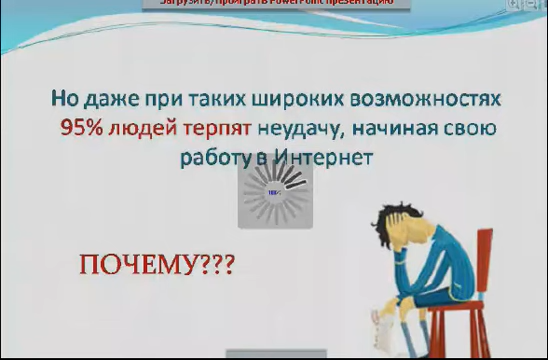 Загрузить/проиграть PowerPoint презентацию
Но даже при таких широких возможностях
95% людей терпят неудачу, начиная свою
работу в Интернет
100%
ПОЧЕМУ???